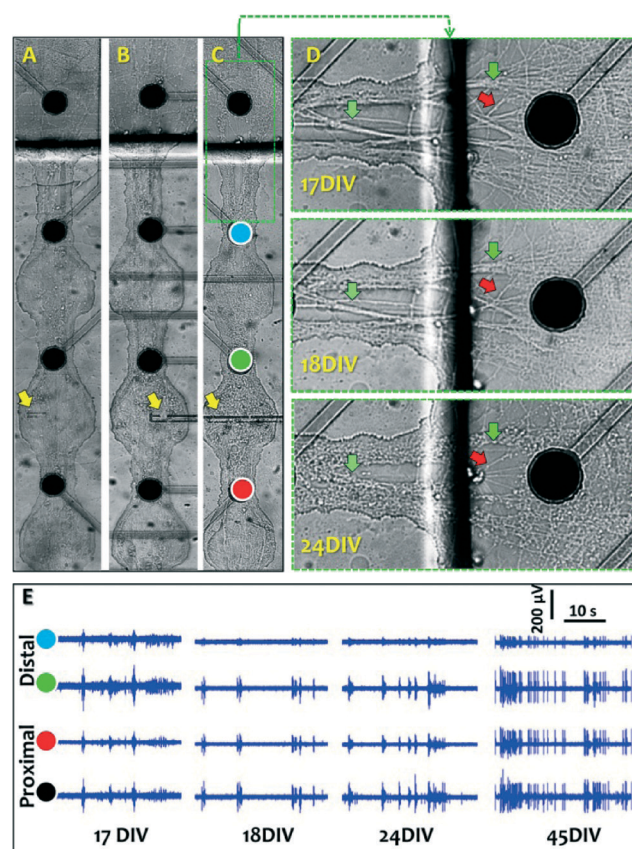 A
B
C
D
17DIV
18DIV
24DIV
E
200 µV
10 s
Distal
Proximal
17 DIV
18DIV
24DIV
45DIV